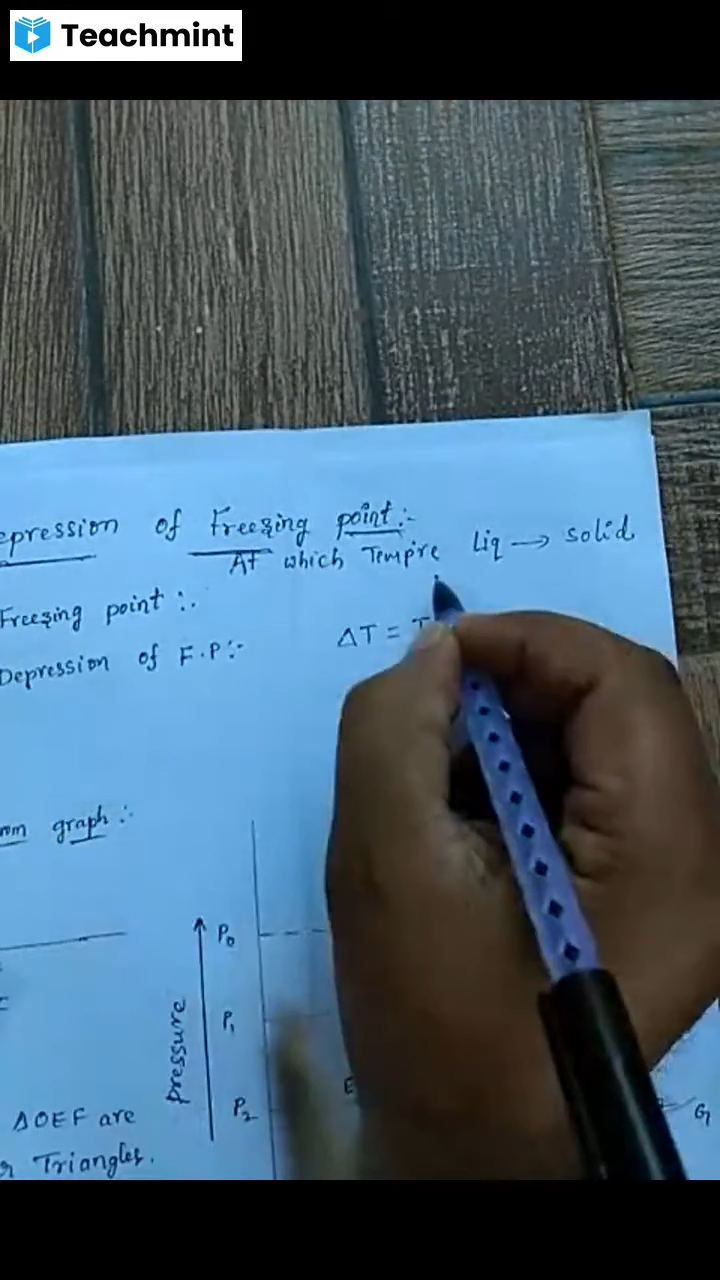 Teachmint
epression of Freezing point :-
At which Tempre Liq → solid
Freezing point :.
Depression of F.P :-
ΔT = T
rom graph :.
P₀
P₁
pressure
E
P₂
G
ΔOEF are
r Triangles.